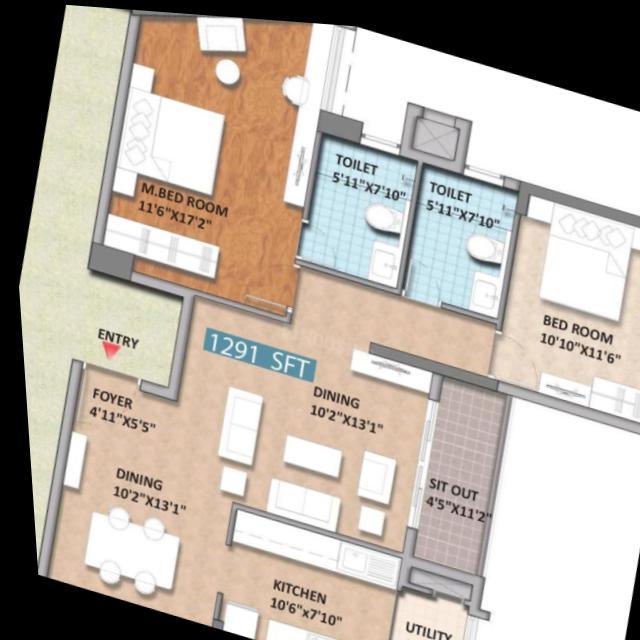 TOILET
5'11"X7'10"
TOILET
5'11"X7'10"
M.BED ROOM
11'6"X17'2"
BED ROOM
10'10"X11'6"
ENTRY
1291 SFT
FOYER
4'11"X5'5"
DINING
10'2"X13'1"
DINING
10'2"X13'1"
SIT OUT
4'5"X11'2"
KITCHEN
10'6"x7'10"
UTILITY